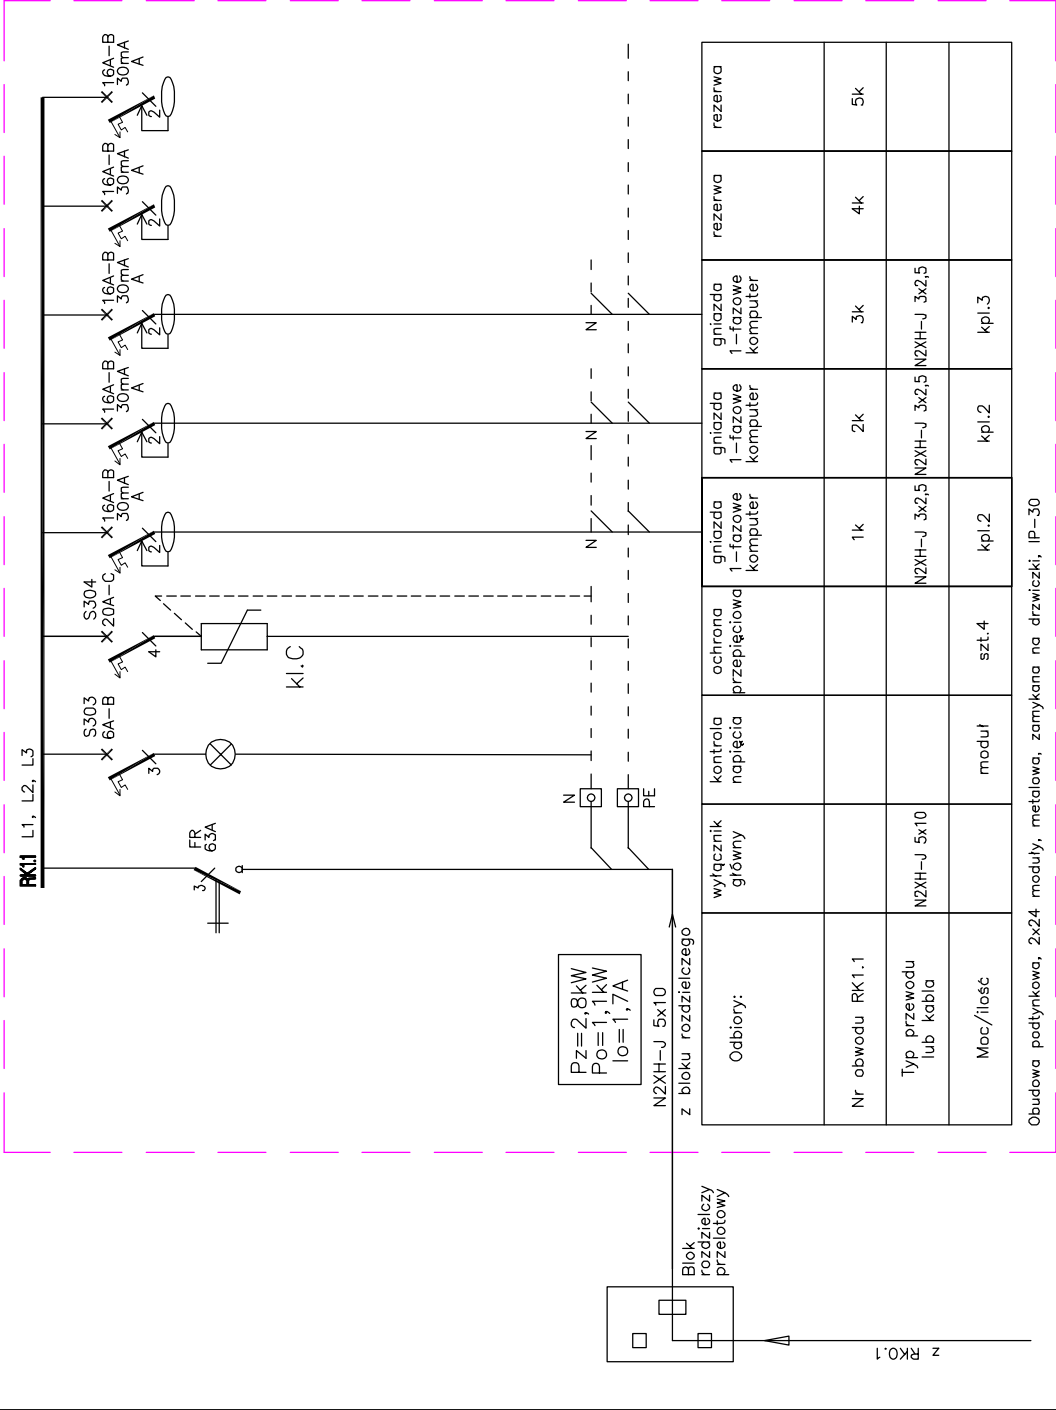 RK1.1 L1, L2, L3
FR
63A
3
S303
6A-B
3
S304
20A-C
4
kl.C
16A-B
30mA
A
2
16A-B
30mA
A
2
16A-B
30mA
A
2
16A-B
30mA
A
2
16A-B
30mA
A
2
N
PE
N
N
N
Pz=2,8kW
Po=1,1kW
Io=1,7A
N2XH-J 5x10
z bloku rozdzielczego
Blok
rozdzielczy
przelotowy
z RK0.1
Odbiory:
wyłącznik
główny
kontrola
napięcia
ochrona
przepięciowa
gniazda
1-fazowe
komputer
gniazda
1-fazowe
komputer
gniazda
1-fazowe
komputer
rezerwa
rezerwa
Nr obwodu RK1.1
1k
2k
3k
4k
5k
Typ przewodu
lub kabla
N2XH-J 5x10
N2XH-J 3x2,5
N2XH-J 3x2,5
N2XH-J 3x2,5
Moc/ilość
moduł
szt.4
kpl.2
kpl.2
kpl.3
Obudowa podtynkowa, 2x24 moduły, metalowa, zamykana na drzwiczki, IP-30